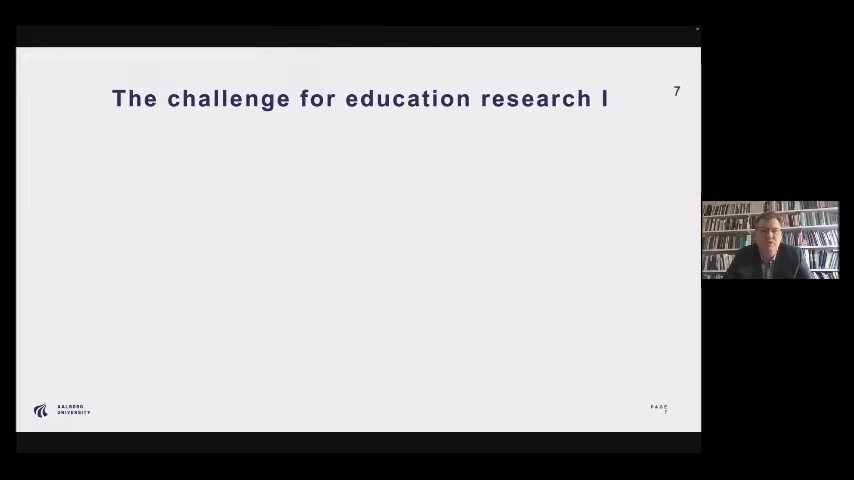 The challenge for education research I
7
AALBORG
UNIVERSITY
PAGE
7